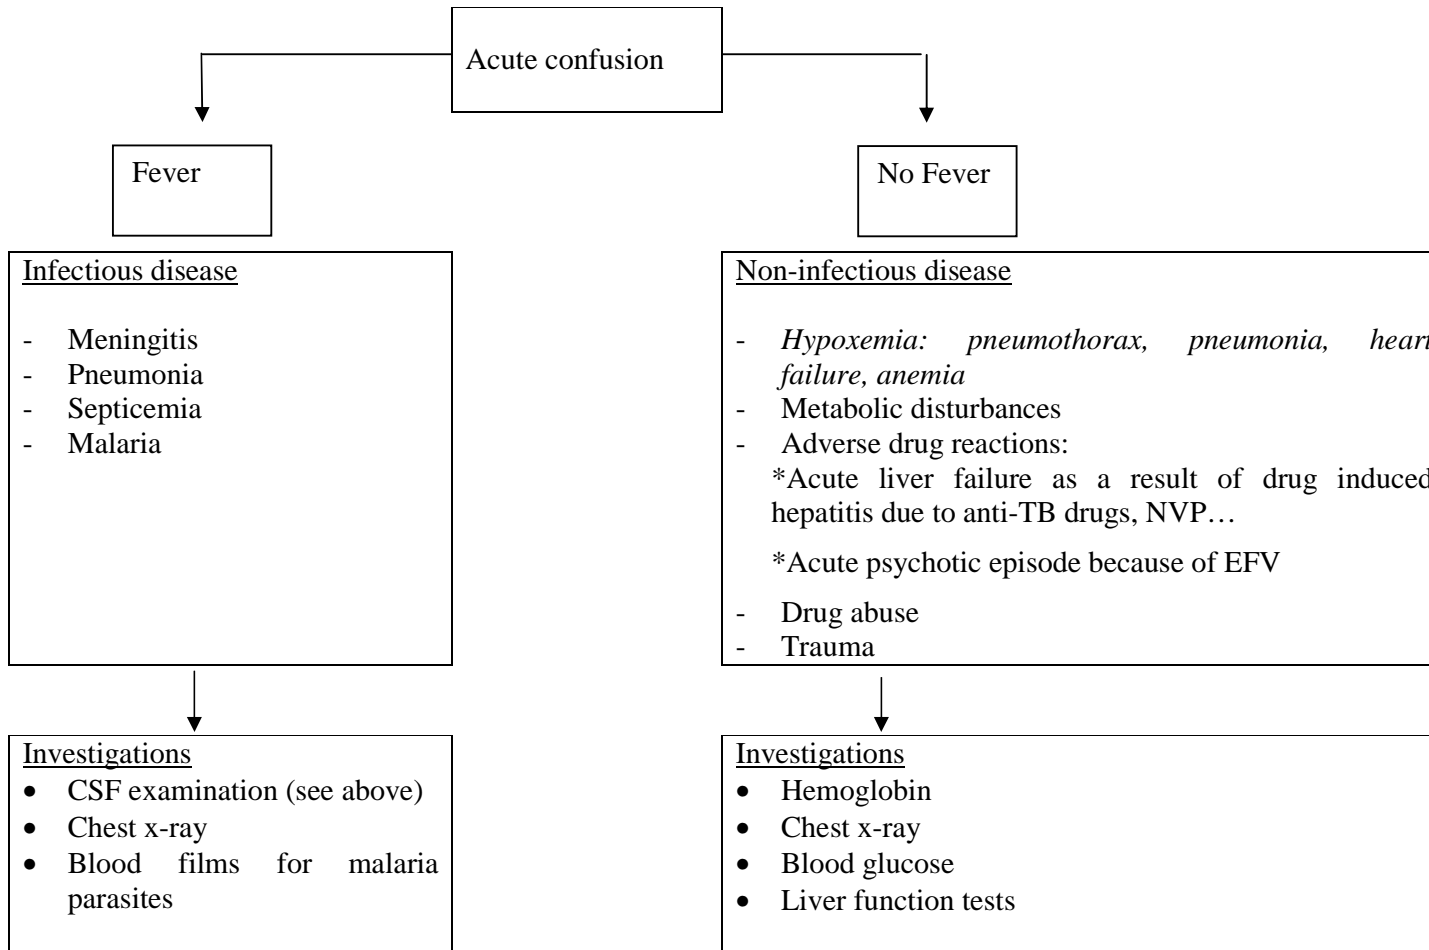 Acute confusion
Fever
No Fever
Infectious disease
- Meningitis
- Pneumonia
- Septicemia
- Malaria
Non-infectious disease
- Hypoxemia: pneumothorax, pneumonia, heart
failure, anemia
- Metabolic disturbances
- Adverse drug reactions:
*Acute liver failure as a result of drug induced
hepatitis due to anti-TB drugs, NVP…
*Acute psychotic episode because of EFV
- Drug abuse
- Trauma
Investigations
• CSF examination (see above)
• Chest x-ray
• Blood films for malaria
parasites
Investigations
• Hemoglobin
• Chest x-ray
• Blood glucose
• Liver function tests